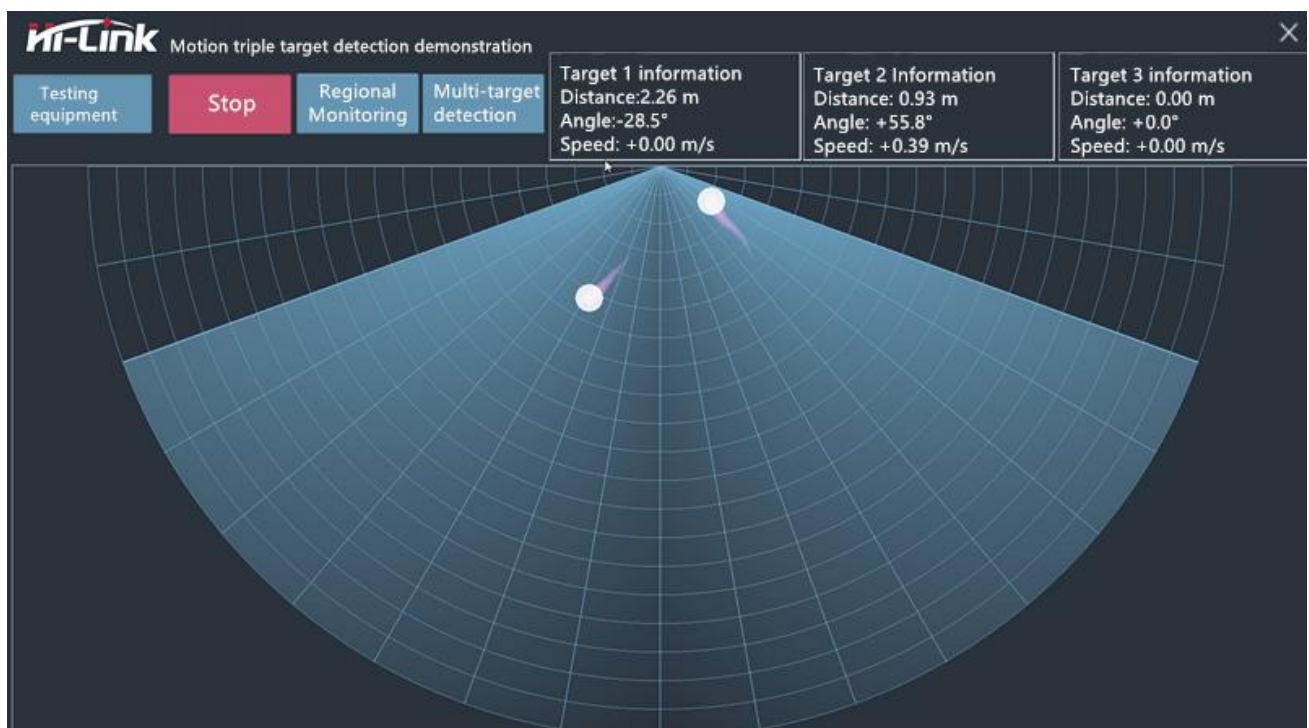 Hi-Link
Motion triple target detection demonstration
Testing
equipment
Stop
Regional
Monitoring
Multi-target
detection
Target 1 information
Distance:2.26 m
Angle:-28.5°
Speed: +0.00 m/s
Target 2 Information
Distance: 0.93 m
Angle: +55.8°
Speed: +0.39 m/s
Target 3 information
Distance: 0.00 m
Angle: +0.0°
Speed: +0.00 m/s